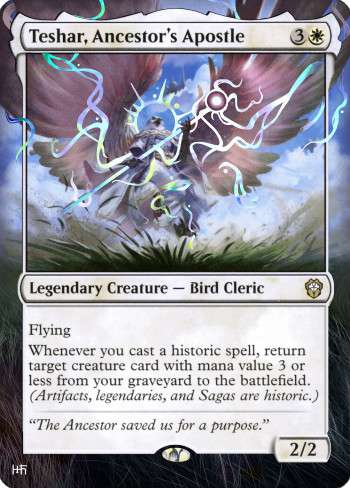 Teshar, Ancestor's Apostle 3
Legendary Creature — Bird Cleric
Flying
Whenever you cast a historic spell, return
target creature card with mana value 3 or
less from your graveyard to the battlefield.
(Artifacts, legendaries, and Sagas are historic.)
"The Ancestor saved us for a purpose."
2/2